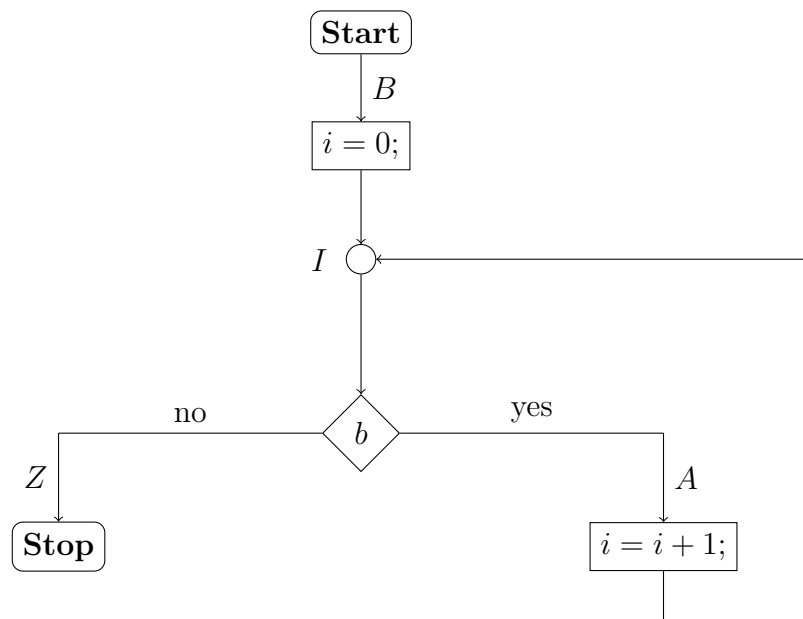 Start
B
i = 0;
I
no
yes
b
Z
A
Stop
i = i + 1;